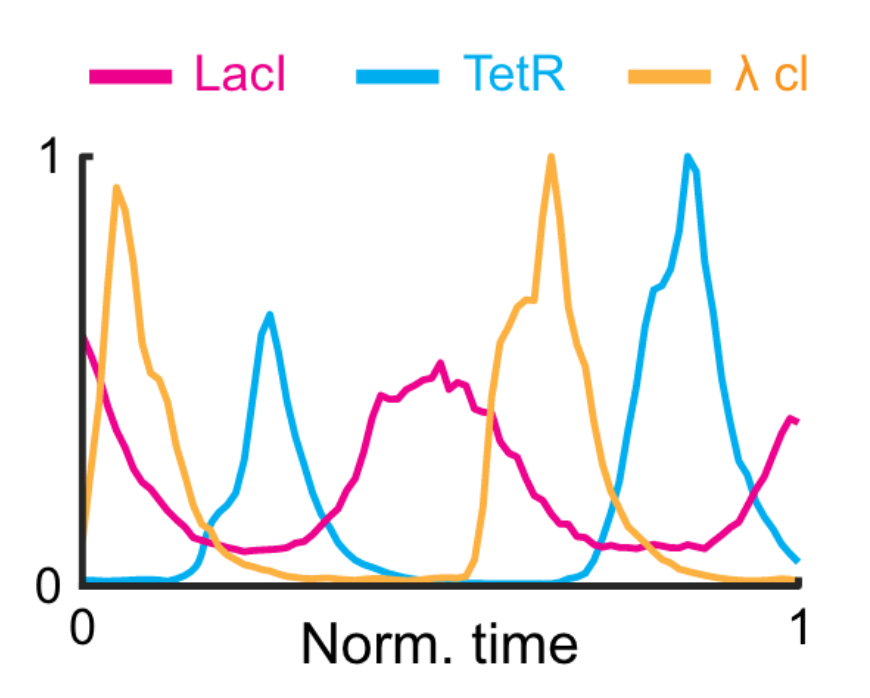 LacI TetR λ cI
1
0
0 1
Norm. time